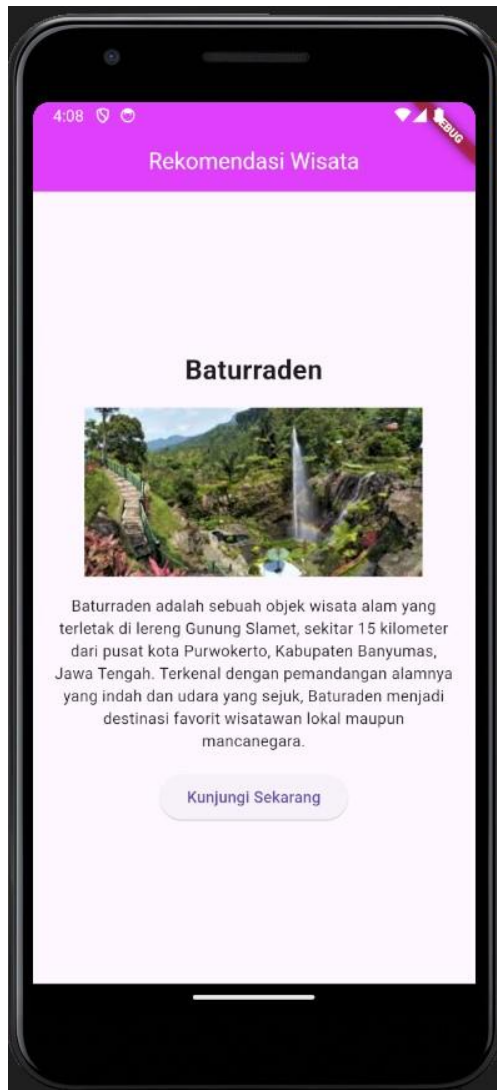 4:08
DEBUG
Rekomendasi Wisata
Baturraden
Baturraden adalah sebuah objek wisata alam yang
terletak di lereng Gunung Slamet, sekitar 15 kilometer
dari pusat kota Purwokerto, Kabupaten Banyumas,
Jawa Tengah. Terkenal dengan pemandangan alamnya
yang indah dan udara yang sejuk, Baturaden menjadi
destinasi favorit wisatawan lokal maupun
mancanegara.
Kunjungi Sekarang